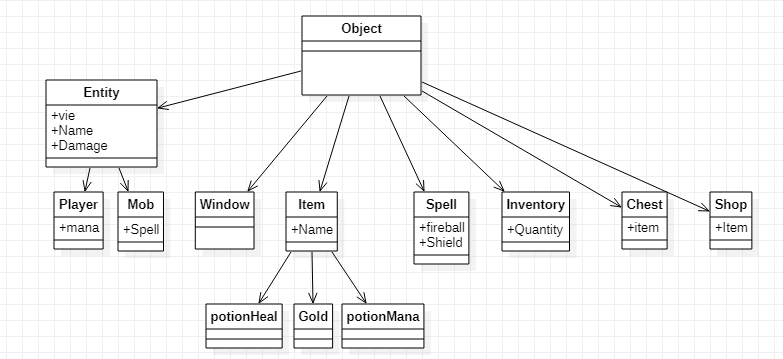 Object
Entity
+vie
+Name
+Damage
Player
+mana
Mob
+Spell
Window
Item
+Name
Spell
+fireball
+Shield
Inventory
+Quantity
Chest
+item
Shop
+Item
potionHeal
Gold
potionMana